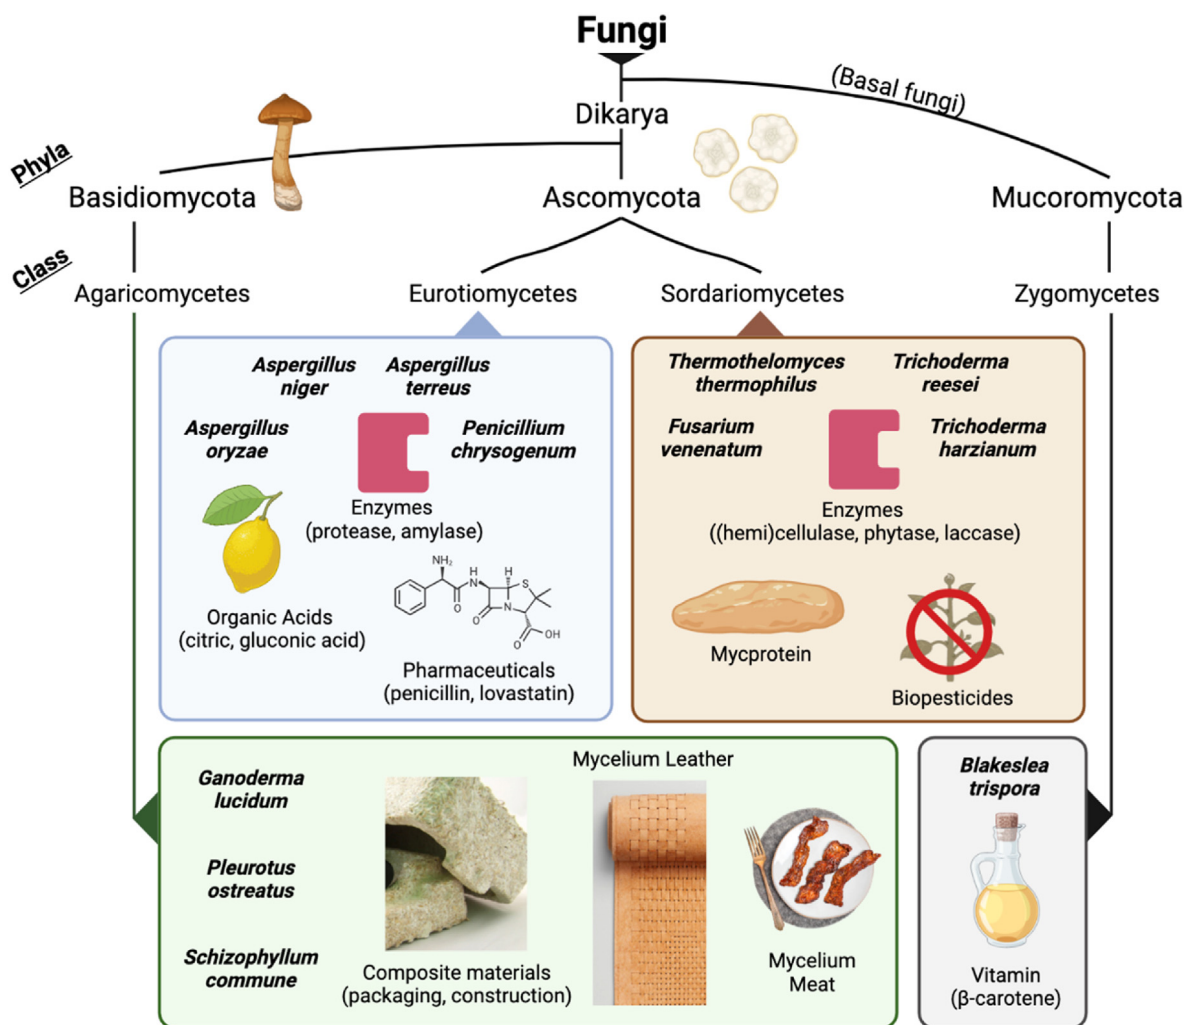 Fungi
(Basal fungi)
Dikarya
Phyla
Basidiomycota
Ascomycota
Mucoromycota
Class
Agaricomycetes
Eurotiomycetes
Sordariomycetes
Zygomycetes
Aspergillus
niger
Aspergillus
terreus
Aspergillus
oryzae
Penicillium
chrysogenum
Enzymes
(protease, amylase)
Organic Acids
(citric, gluconic acid)
NH₂
H
N
H
S
O
O
N
O
OH
Pharmaceuticals
(penicillin, lovastatin)
Thermothelomyces
thermophilus
Trichoderma
reesei
Fusarium
venenatum
Trichoderma
harzianum
Enzymes
((hemi)cellulase, phytase, laccase)
Mycprotein
Biopesticides
Ganoderma
lucidum
Pleurotus
ostreatus
Schizophyllum
commune
Composite materials
(packaging, construction)
Mycelium Leather
Mycelium
Meat
Blakeslea
trispora
Vitamin
(β-carotene)